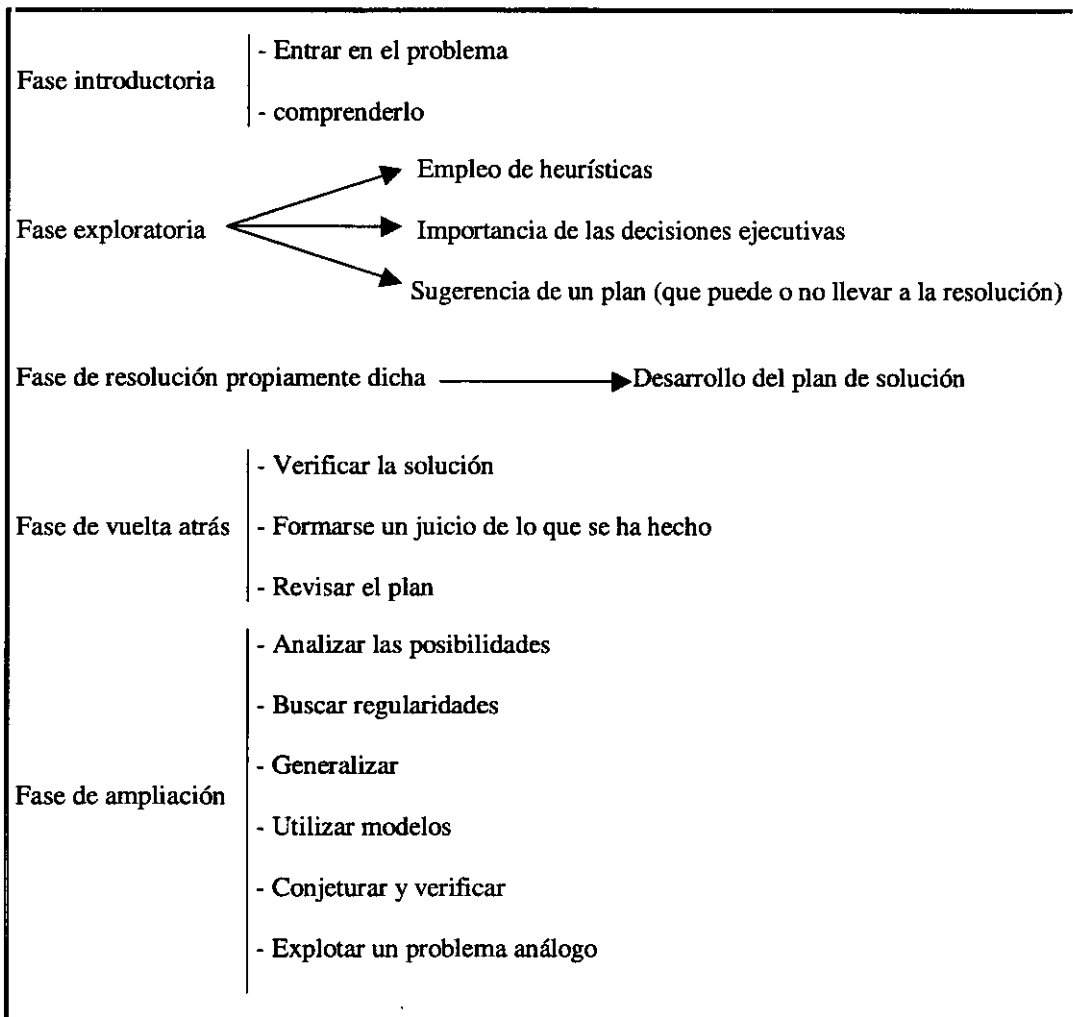 - Entrar en el problema
Fase introductoria
- comprenderlo
Empleo de heurísticas
Fase exploratoria
Importancia de las decisiones ejecutivas
Sugerencia de un plan (que puede o no llevar a la resolución)
Fase de resolución propiamente dicha
Desarrollo del plan de solución
- Verificar la solución
Fase de vuelta atrás
- Formarse un juicio de lo que se ha hecho
- Revisar el plan
- Analizar las posibilidades
- Buscar regularidades
- Generalizar
Fase de ampliación
- Utilizar modelos
- Conjeturar y verificar
- Explotar un problema análogo